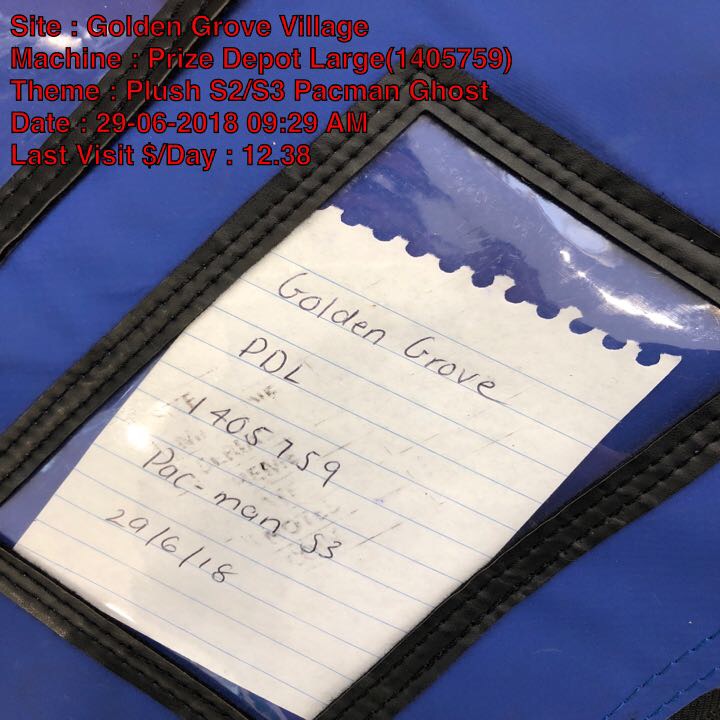 Site : Golden Grove Village
Machine : Prize Depot Large(1405759)
Theme : Plush S2/S3 Pacman Ghost
Date : 29-06-2018 09:29 AM
Last Visit $/Day : 12.38
Golden Grove
PDL
1405759
Pac-man S3
29/6/18